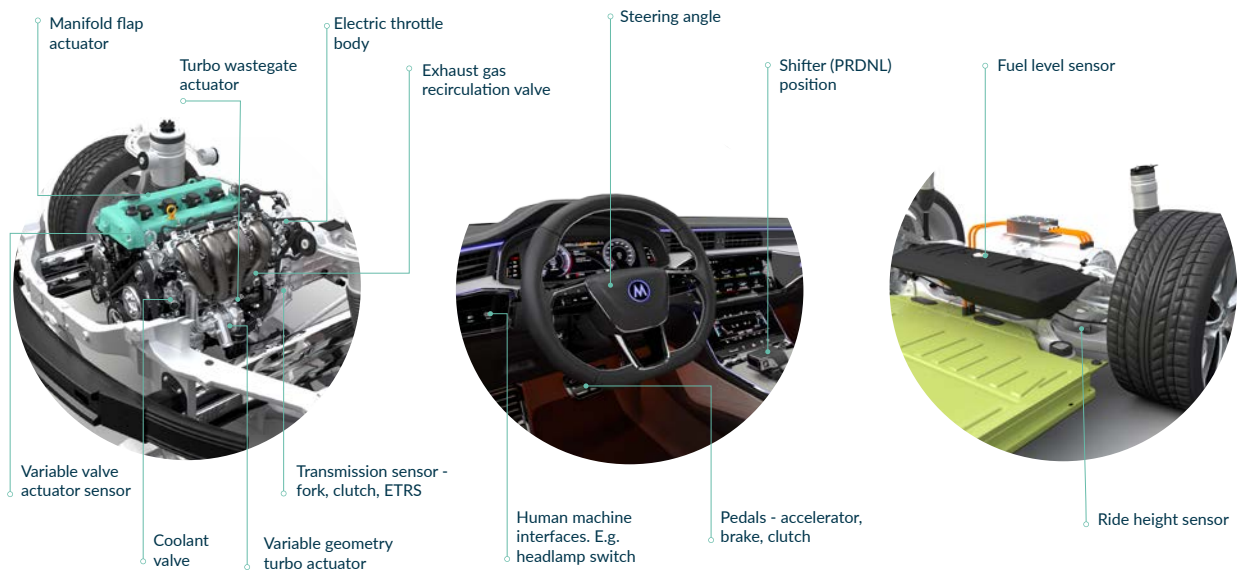 Manifold flap
actuator
Turbo wastegate
actuator
Electric throttle
body
Exhaust gas
recirculation valve
Variable valve
actuator sensor
Coolant
valve
Variable geometry
turbo actuator
Transmission sensor -
fork, clutch, ETRS
Steering angle
Shifter (PRDNL)
position
M
Human machine
interfaces. E.g.
headlamp switch
Pedals - accelerator,
brake, clutch
Fuel level sensor
Ride height sensor